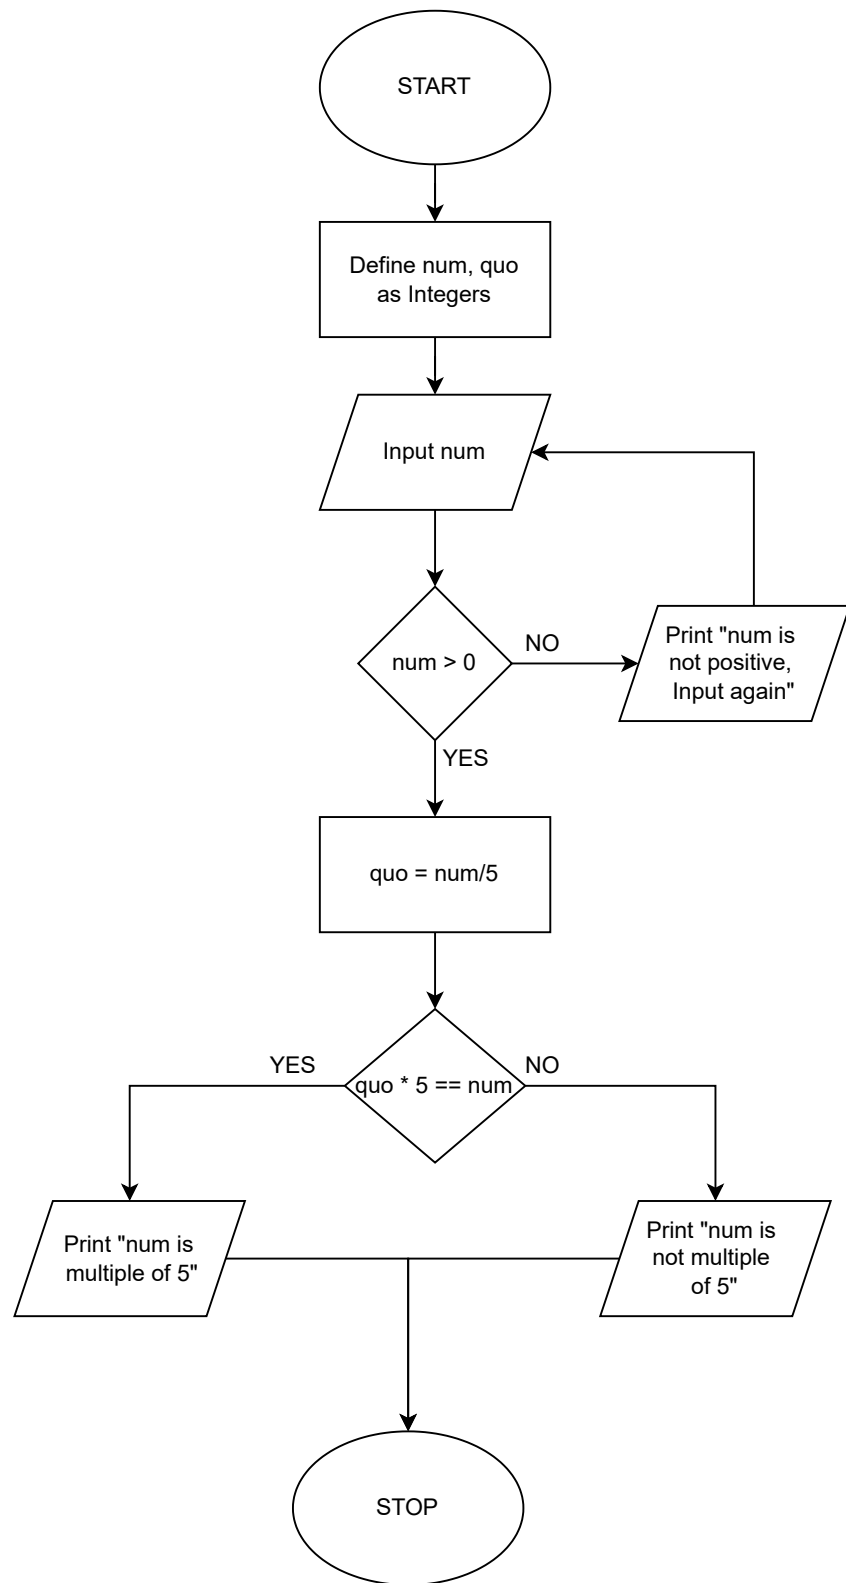 START
Define num, quo
as Integers
Input num
num > 0
NO
Print "num is
not positive,
Input again"
YES
quo = num/5
YES
quo * 5 == num
NO
Print "num is
multiple of 5"
Print "num is
not multiple
of 5"
STOP